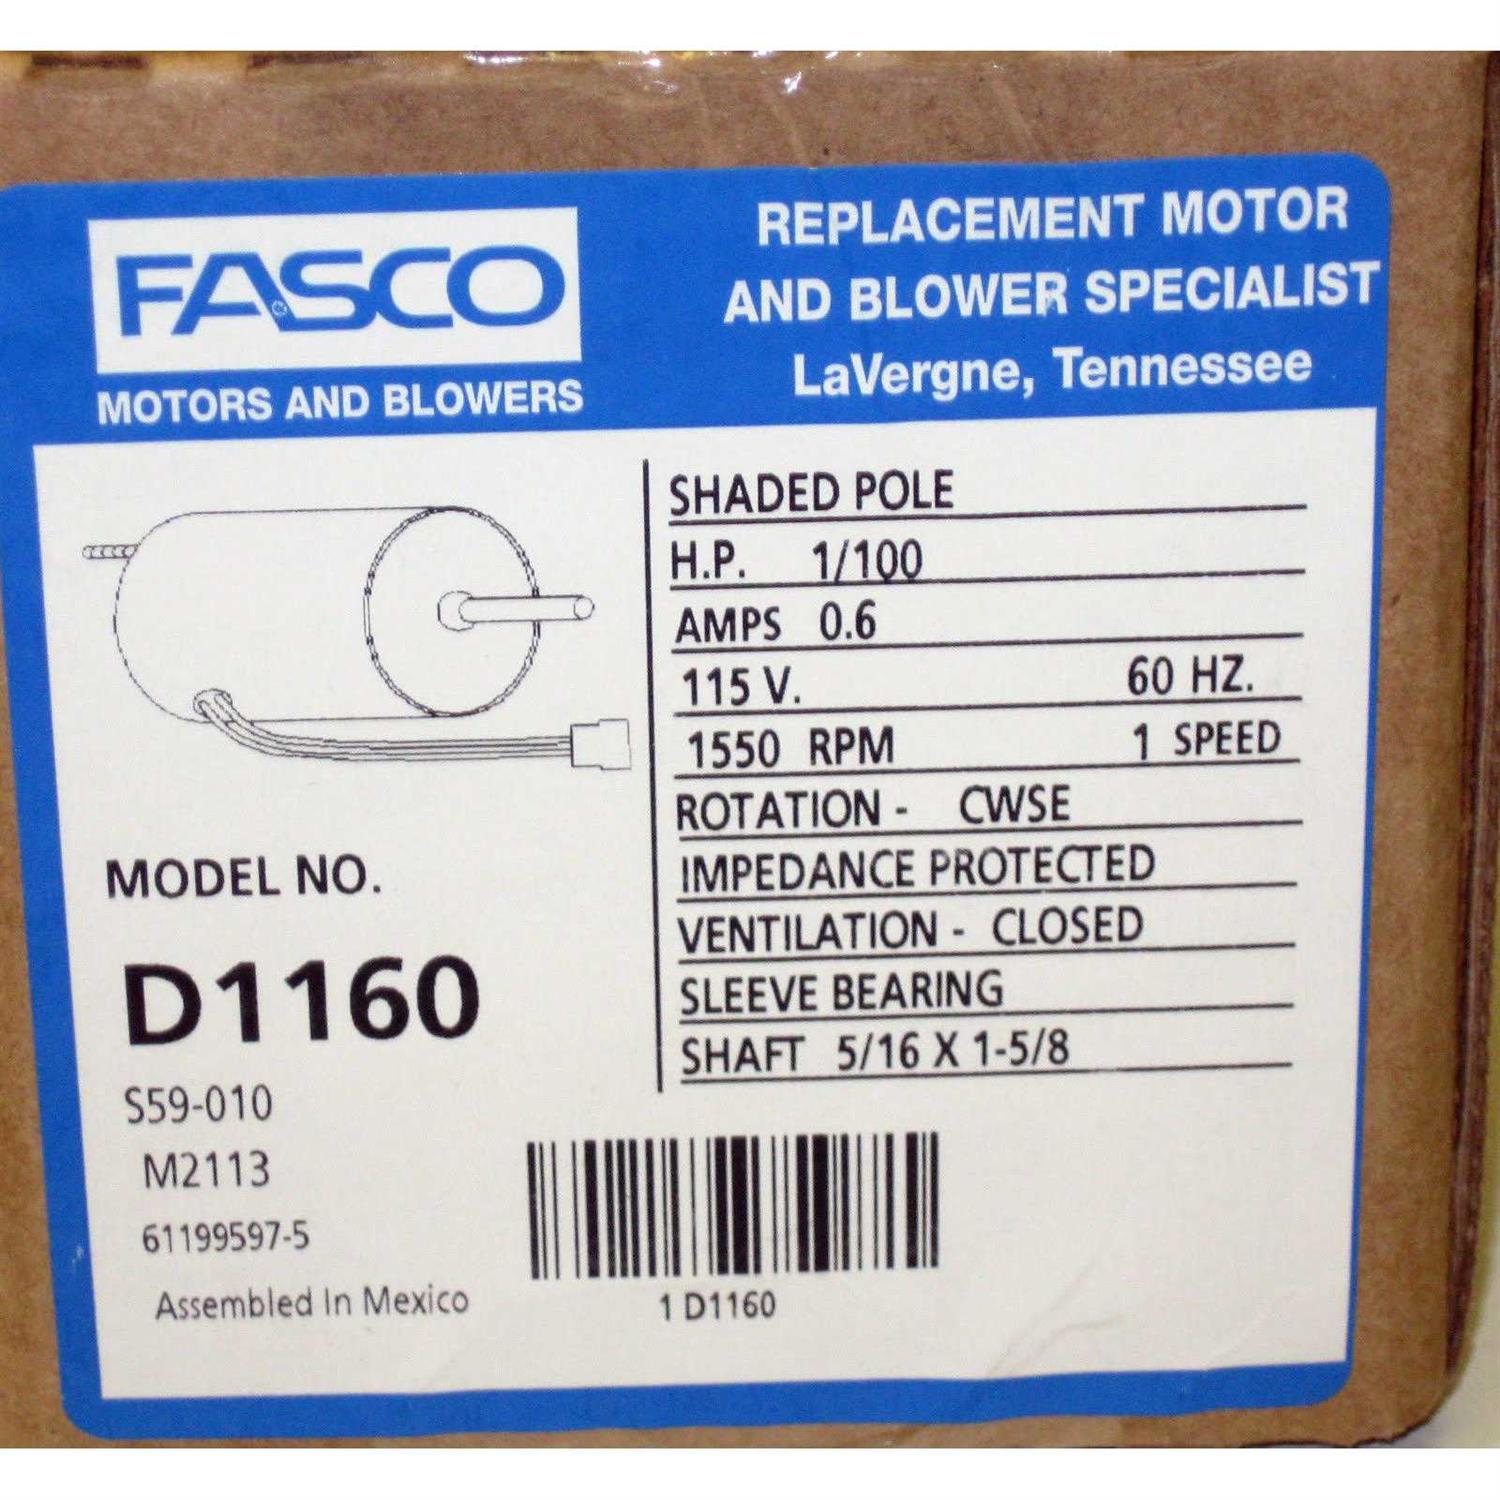 FASCO
MOTORS AND BLOWERS
REPLACEMENT MOTOR
AND BLOWER SPECIALIST
LaVergne, Tennessee
SHADED POLE
H.P. 1/100
AMPS 0.6
115 V. 60 HZ.
1550 RPM 1 SPEED
ROTATION - CWSE
IMPEDANCE PROTECTED
VENTILATION - CLOSED
SLEEVE BEARING
SHAFT 5/16 X 1-5/8
MODEL NO.
D1160
S59-010
M2113
61199597-5
Assembled In Mexico
1 D1160